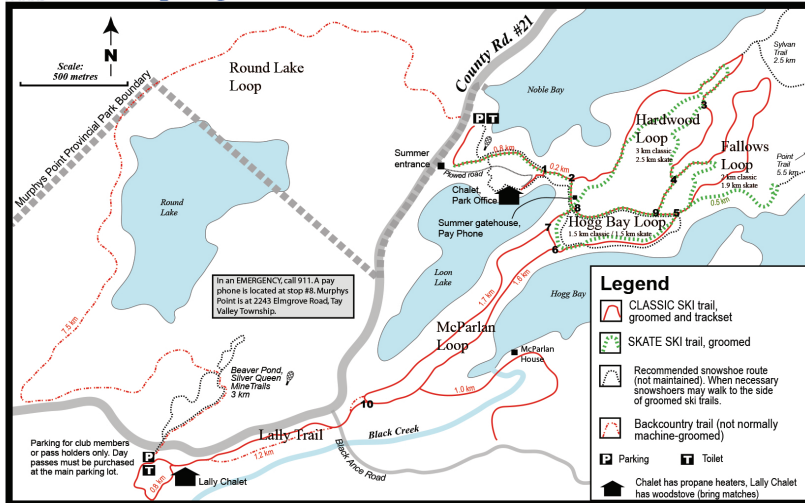 N
Scale:
500 metres
Murphys Point Provincial Park Boundary
Round Lake
Loop
County Rd. #21
Noble Bay
Sylvan
Trail
2.5 km
P T
Hardwood
Loop
3 km classic
2.5 km skate
3
Fallows
Loop
2 km classic
1.9 km skate
4
Point
Trail
5.5 km
0.5 km
Summer
entrance
Plowed road
0.8 km
1
0.2 km
2
Chalet,
Park Office
Summer gatehouse,
Pay Phone
8
9
5
Hogg Bay Loop
1.5 km classic / 1.5 km skate
7
6
Round
Lake
Loon
Lake
Hogg Bay
In an EMERGENCY, call 911. A pay
phone is located at stop #8. Murphys
Point is at 2243 Elmgrove Road, Tay
Valley Township.
1.7 km
1.6 km
McParlan
Loop
McParlan
House
1.0 km
7.5 km
Beaver Pond,
Silver Queen
MineTrails
3 km
10
Lally Trail
1.2 km
Black Creek
Black Ance Road
Parking for club members
or pass holders only. Day
passes must be purchased
at the main parking lot.
P
T
0.8 km
Lally Chalet
Legend
CLASSIC SKI trail,
groomed and trackset
SKATE SKI trail, groomed
Recommended snowshoe route
(not maintained). When necessary
snowshoers may walk to the side
of groomed ski trails.
Backcountry trail (not normally
machine-groomed)
P Parking T Toilet
Chalet has propane heaters, Lally Chalet
has woodstove (bring matches)